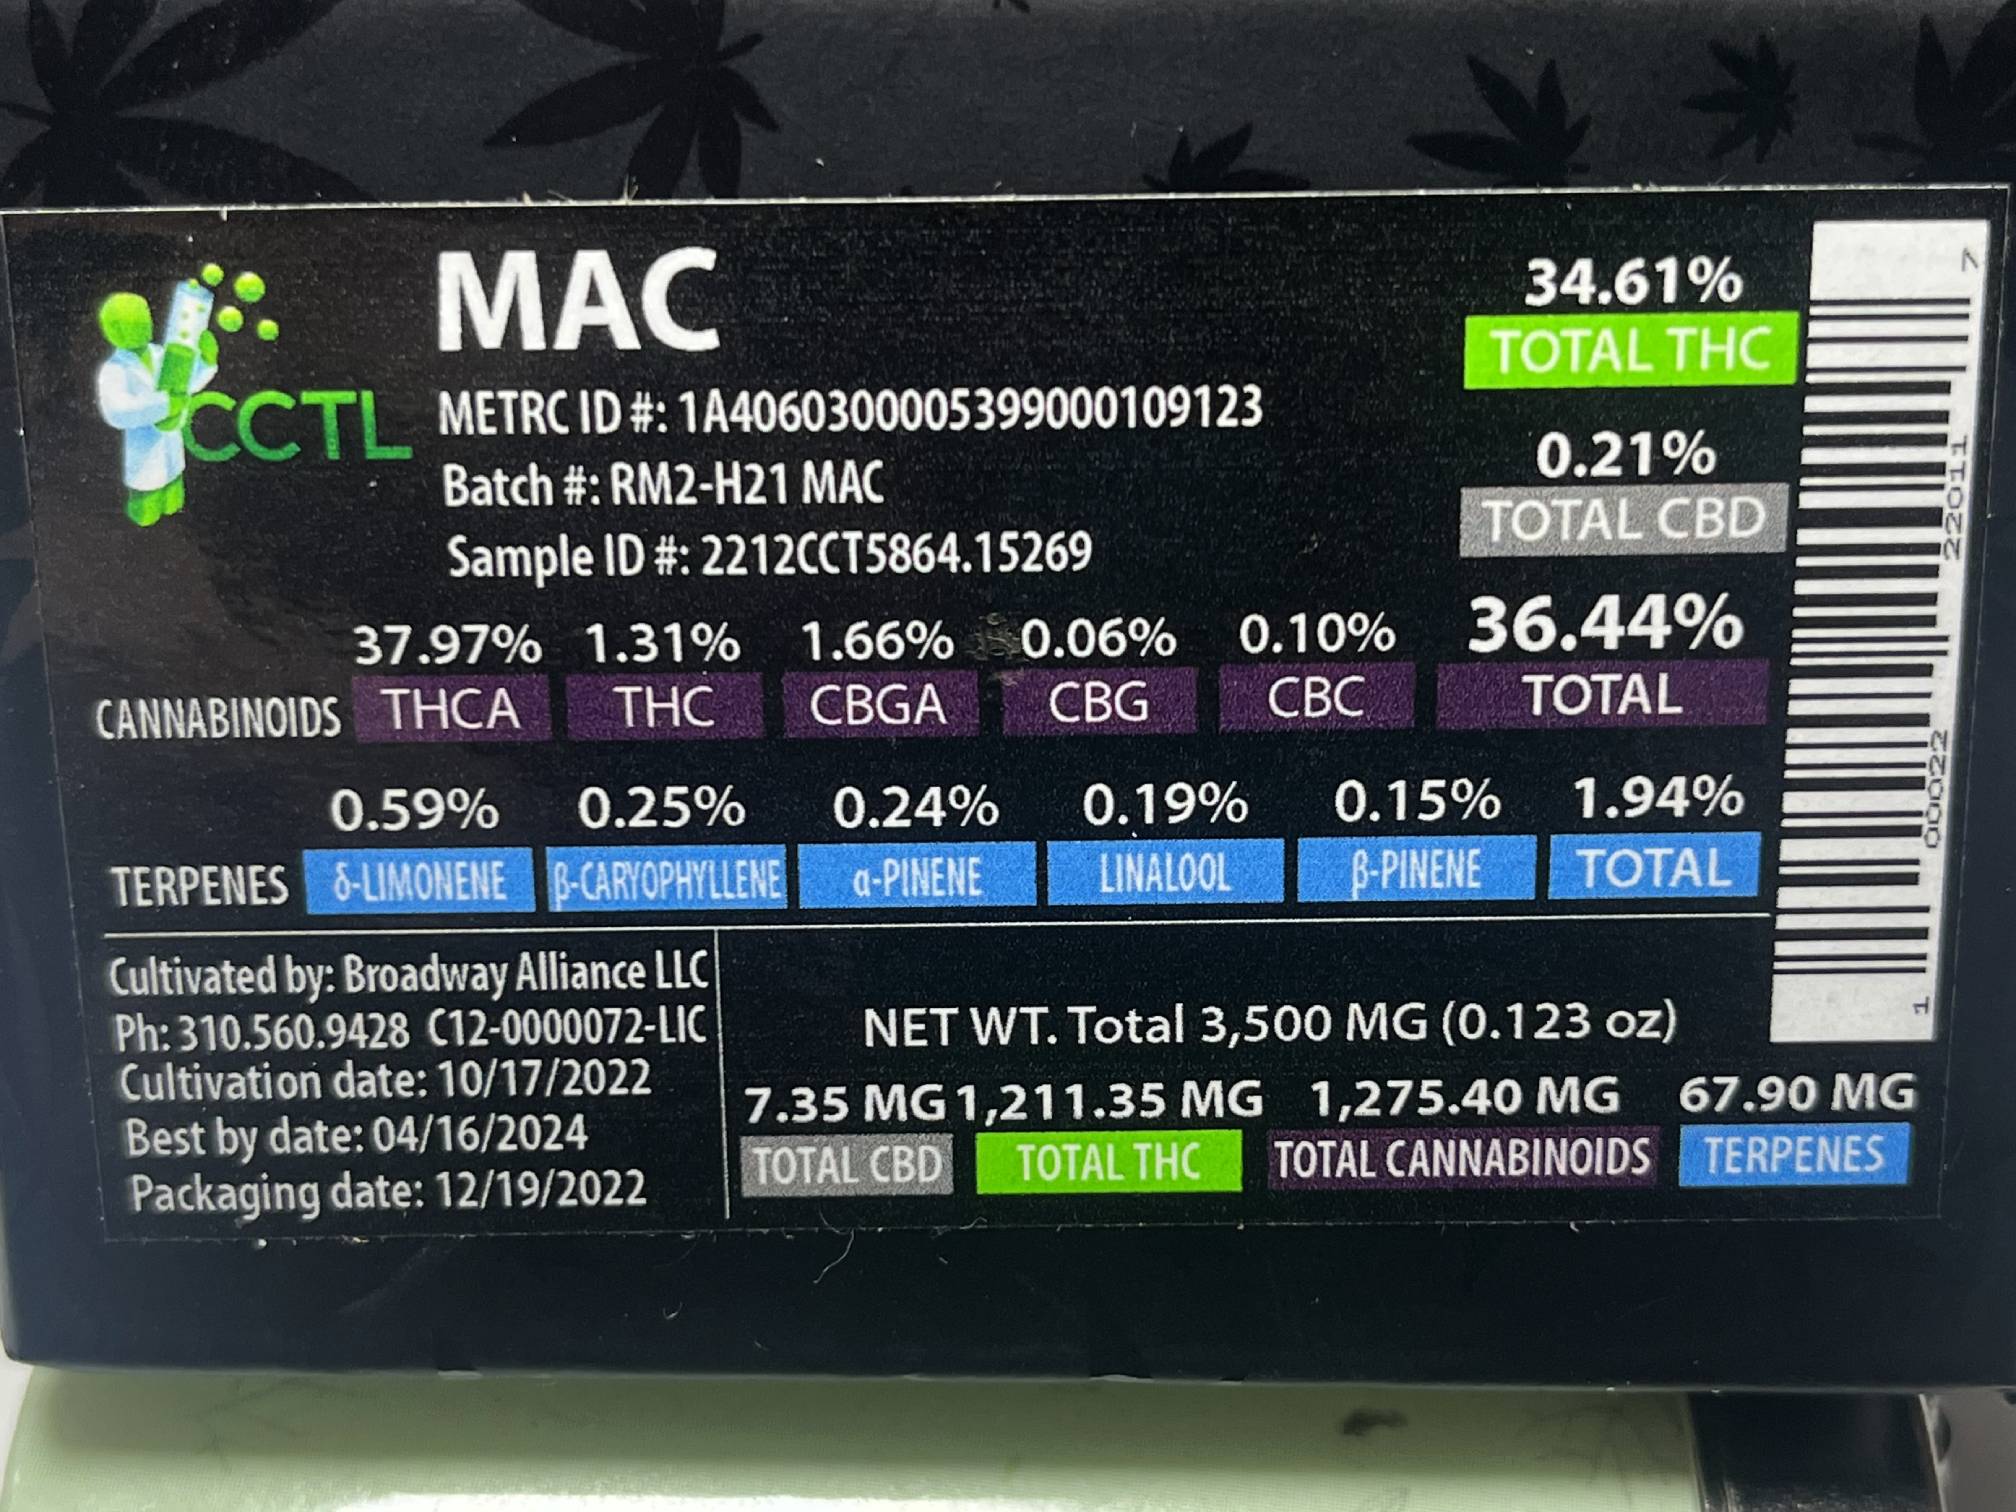 MAC
CCTL
METRC ID #: 1A4060300005399000109123
Batch #: RM2-H21 MAC
Sample ID #: 2212CCT5864.15269
34.61%
TOTAL THC
0.21%
TOTAL CBD
37.97% 1.31% 1.66% 0.06% 0.10% 36.44%
CANNABINOIDS THCA THC CBGA CBG CBC TOTAL
0.59% 0.25% 0.24% 0.19% 0.15% 1.94%
TERPENES δ-LIMONENE β-CARYOPHYLLENE α-PINENE LINALOOL β-PINENE TOTAL
Cultivated by: Broadway Alliance LLC
Ph: 310.560.9428 C12-0000072-LIC
Cultivation date: 10/17/2022
Best by date: 04/16/2024
Packaging date: 12/19/2022
NET WT. Total 3,500 MG (0.123 oz)
7.35 MG 1,211.35 MG 1,275.40 MG 67.90 MG
TOTAL CBD TOTAL THC TOTAL CANNABINOIDS TERPENES
1 00022 22011 7